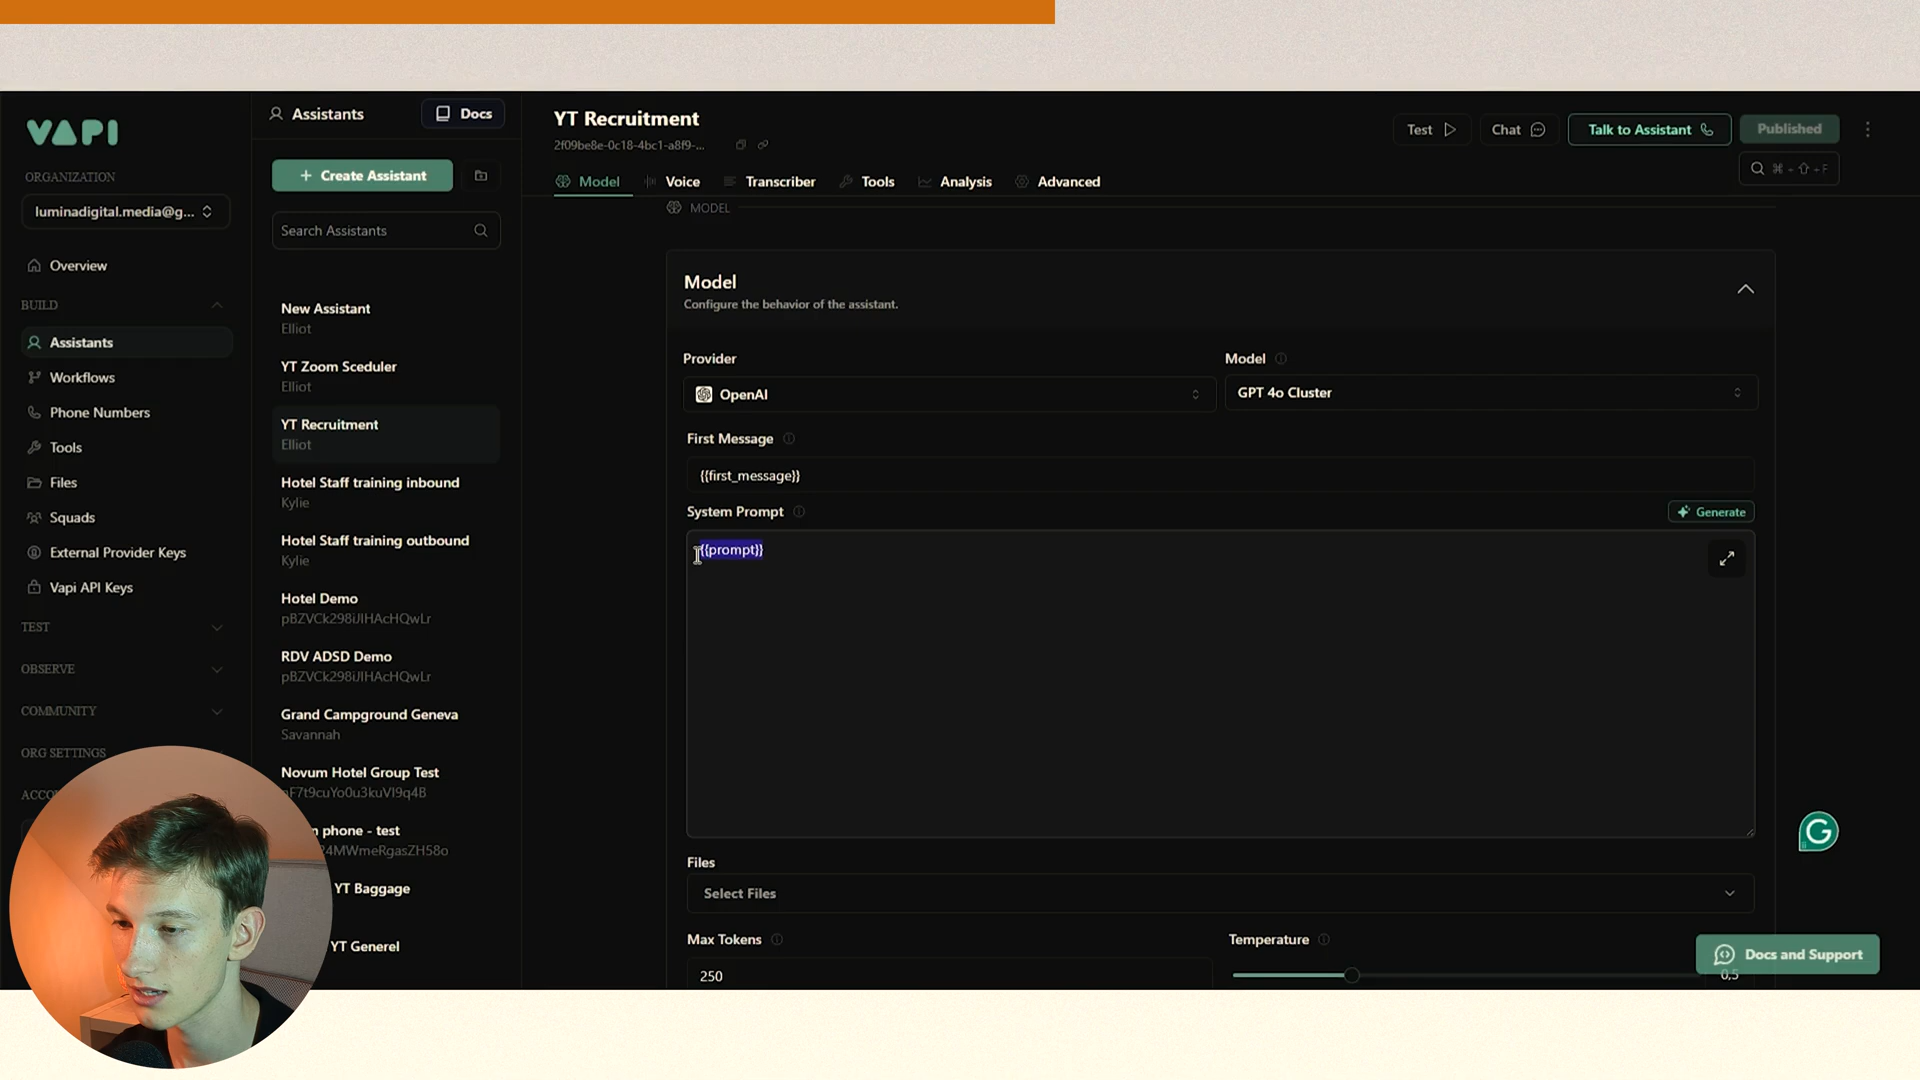 VAPI
ORGANIZATION
luminadigital.media@g...
Overview
BUILD
Assistants
Workflows
Phone Numbers
Tools
Files
Squads
External Provider Keys
Vapi API Keys
TEST
OBSERVE
COMMUNITY
ORG SETTINGS
Assistants
Docs
+ Create Assistant
Search Assistants
New Assistant
Elliot
YT Zoom Sceduler
Elliot
YT Recruitment
Elliot
Hotel Staff training inbound
Kylie
Hotel Staff training outbound
Kylie
Hotel Demo
pBZVCk298iJIHAcHQwLr
RDV ADSD Demo
pBZVCk298iJIHAcHQwLr
Grand Campground Geneva
Savannah
Novum Hotel Group Test
phone - test
YT Baggage
YT Generel
YT Recruitment
2f09be8e-0c18-4bc1-a8f9-...
Test
Chat
Talk to Assistant
Published
⌘ + ⇧ + F
Model
Voice
Transcriber
Tools
Analysis
Advanced
MODEL
Model
Configure the behavior of the assistant.
Provider
Model
OpenAI
GPT 4o Cluster
First Message
{{first_message}}
System Prompt
Generate
{{prompt}}
Files
Select Files
Max Tokens
Temperature
250
0,5
Docs and Support